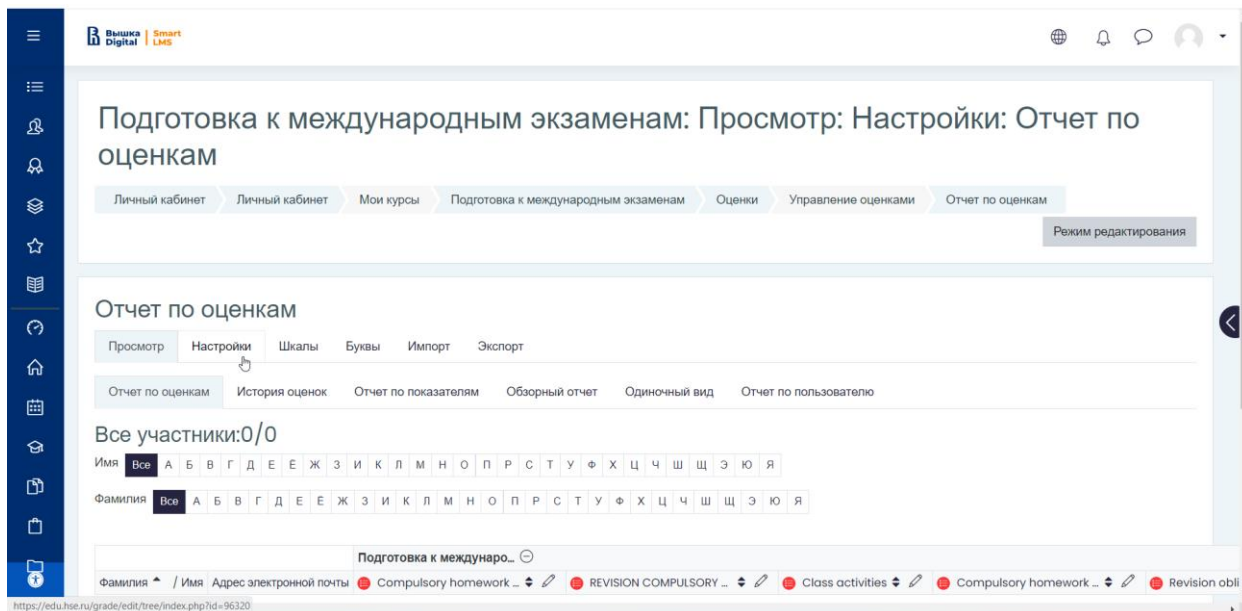 Вышка Digital | Smart LMS
Подготовка к международным экзаменам: Просмотр: Настройки: Отчет по
оценкам
Личный кабинет Личный кабинет Мои курсы Подготовка к международным экзаменам Оценки Управление оценками Отчет по оценкам
Режим редактирования
Отчет по оценкам
Просмотр Настройки Шкалы Буквы Импорт Экспорт
Отчет по оценкам История оценок Отчет по показателям Обзорный отчет Одиночный вид Отчет по пользователю
Все участники:0/0
Имя Все А Б В Г Д Е Ё Ж З И К Л М Н О П Р С Т У Ф Х Ц Ч Ш Щ Э Ю Я
Фамилия Все А Б В Г Д Е Ё Ж З И К Л М Н О П Р С Т У Ф Х Ц Ч Ш Щ Э Ю Я
Подготовка к междунаро...
Фамилия / Имя Адрес электронной почты Compulsory homework ... REVISION COMPULSORY ... Class activities Compulsory homework ... Revision obli
https://edu.hse.ru/grade/edit/tree/index.php?id=96320